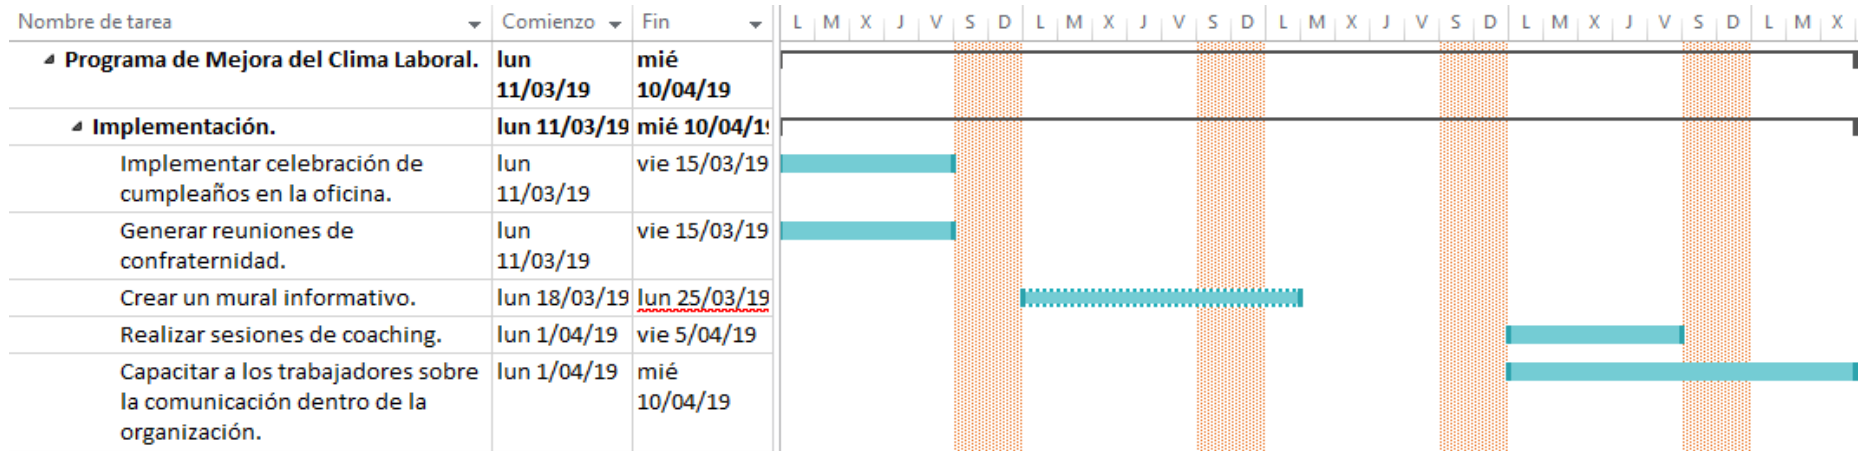 Nombre de tarea Comienzo Fin L M X J V S D L M X J V S D L M X J V S D L M X J V S D L M X
Programa de Mejora del Clima Laboral. lun mié
11/03/19 10/04/19
Implementación. lun 11/03/19 mié 10/04/1
Implementar celebración de lun vie 15/03/19
cumpleaños en la oficina. 11/03/19
Generar reuniones de lun vie 15/03/19
confraternidad. 11/03/19
Crear un mural informativo. lun 18/03/19 lun 25/03/19
Realizar sesiones de coaching. lun 1/04/19 vie 5/04/19
Capacitar a los trabajadores sobre lun 1/04/19 mié
la comunicación dentro de la 10/04/19
organización.